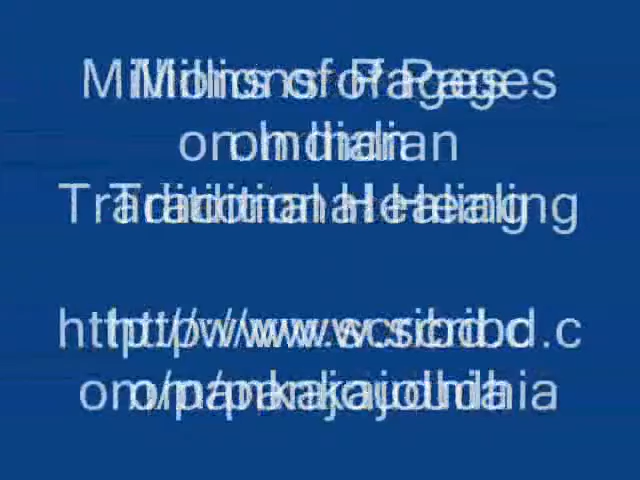 Millions of Pages
on Indian
Traditional Healing
http://www.scribd.c
om/pankajoudhia